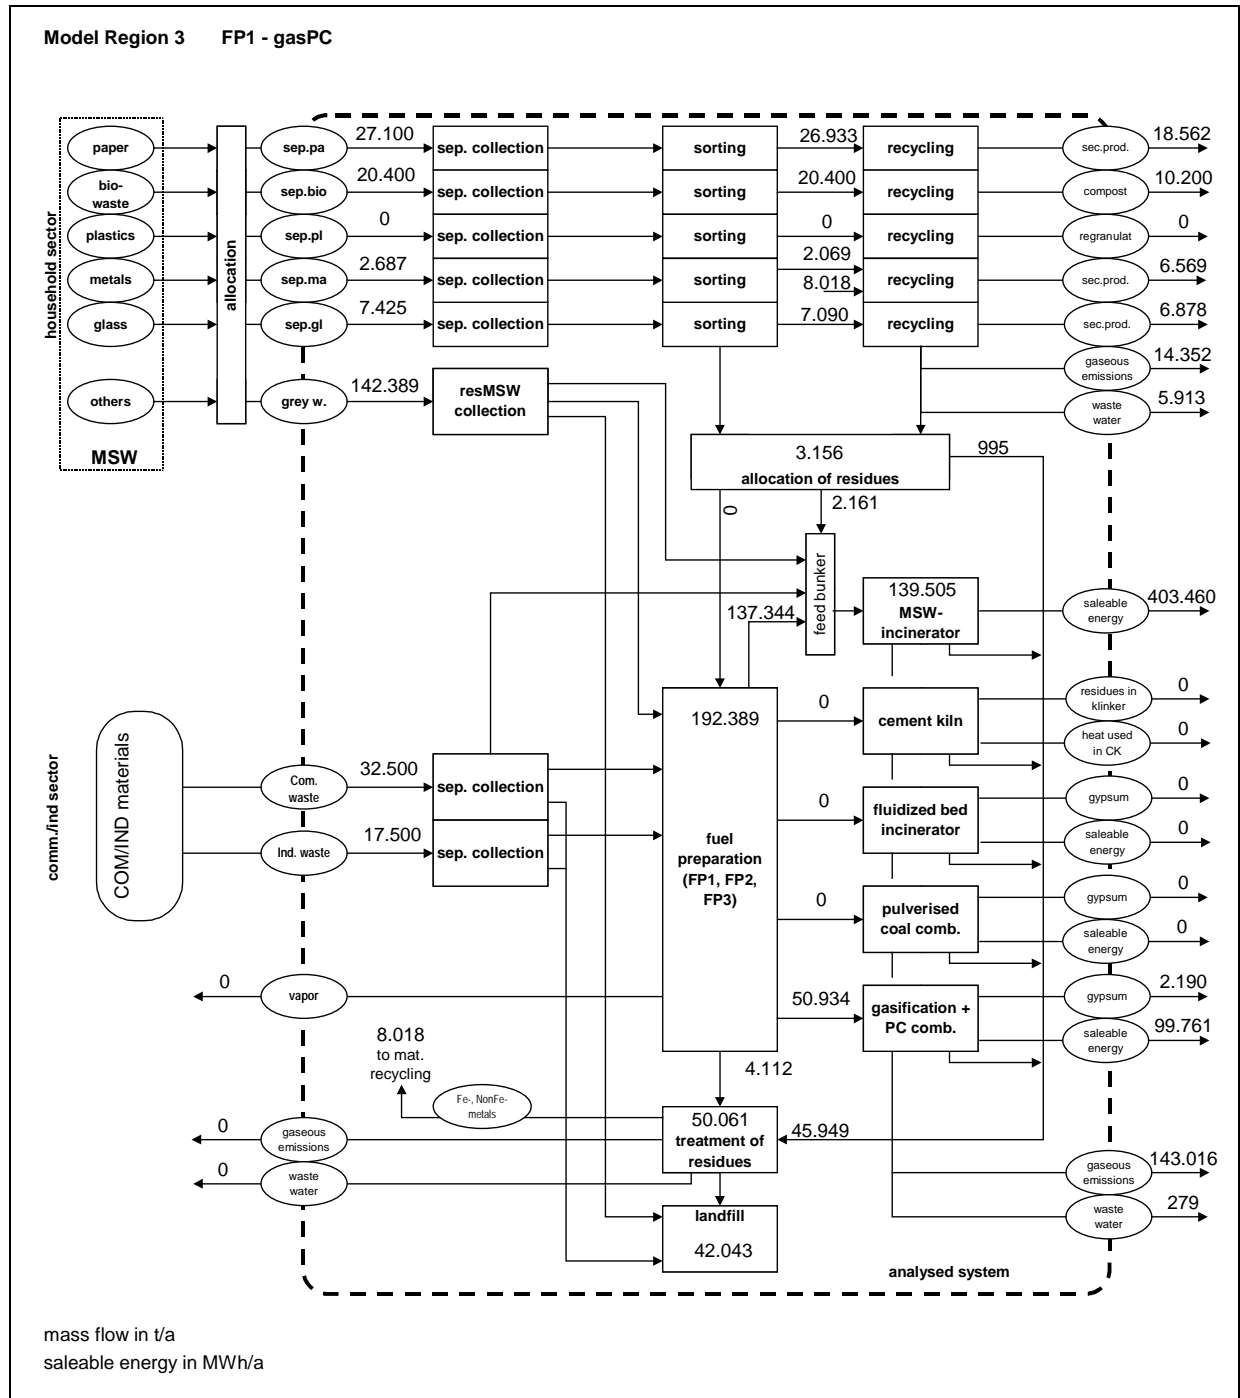 Model Region 3 FP1 - gasPC
household sector
paper
bio-
waste
plastics
metals
glass
others
MSW
allocation
sep.pa
27.100
sep. collection
sorting
26.933
recycling
sec.prod.
18.562
sep.bio
20.400
sep. collection
sorting
20.400
recycling
compost
10.200
sep.pl
0
sep. collection
sorting
0
recycling
regranulat
0
sep.ma
2.687
sep. collection
sorting
2.069
8.018
recycling
sec.prod.
6.569
sep.gl
7.425
sep. collection
sorting
7.090
recycling
sec.prod.
6.878
gaseous
emissions
14.352
waste
water
5.913
grey w.
142.389
resMSW
collection
3.156
allocation of residues
995
0
2.161
feed bunker
137.344
139.505
MSW-
incinerator
saleable
energy
403.460
comm./ind sector
COM/IND materials
Com.
waste
32.500
sep. collection
Ind. waste
17.500
sep. collection
192.389
fuel
preparation
(FP1, FP2,
FP3)
0
cement kiln
residues in
klinker
0
heat used
in CK
0
0
fluidized bed
incinerator
gypsum
0
saleable
energy
0
0
pulverised
coal comb.
gypsum
0
saleable
energy
0
50.934
gasification +
PC comb.
gypsum
2.190
saleable
energy
99.761
0
vapor
8.018
to mat.
recycling
Fe-, NonFe-
metals
4.112
50.061
treatment of
residues
45.949
0
gaseous
emissions
0
waste
water
landfill
42.043
gaseous
emissions
143.016
waste
water
279
analysed system
mass flow in t/a
saleable energy in MWh/a